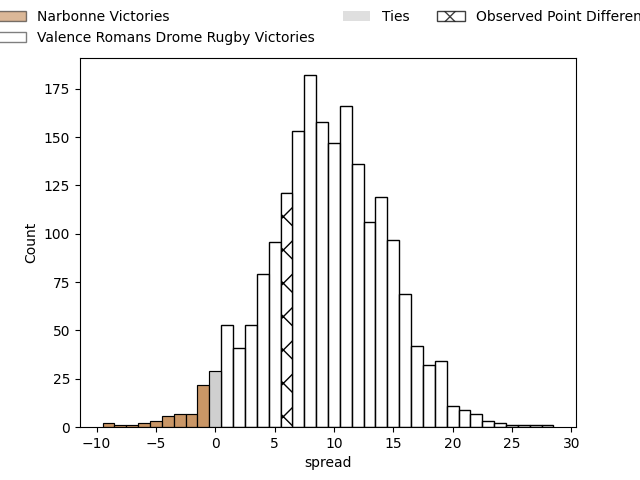 Narbonne Victories
Ties
Observed Point Differen
Valence Romans Drome Rugby Victories
175
150
125
100
75
50
25
0
Count
−10 −5 0 5 10 15 20 25 30
spread